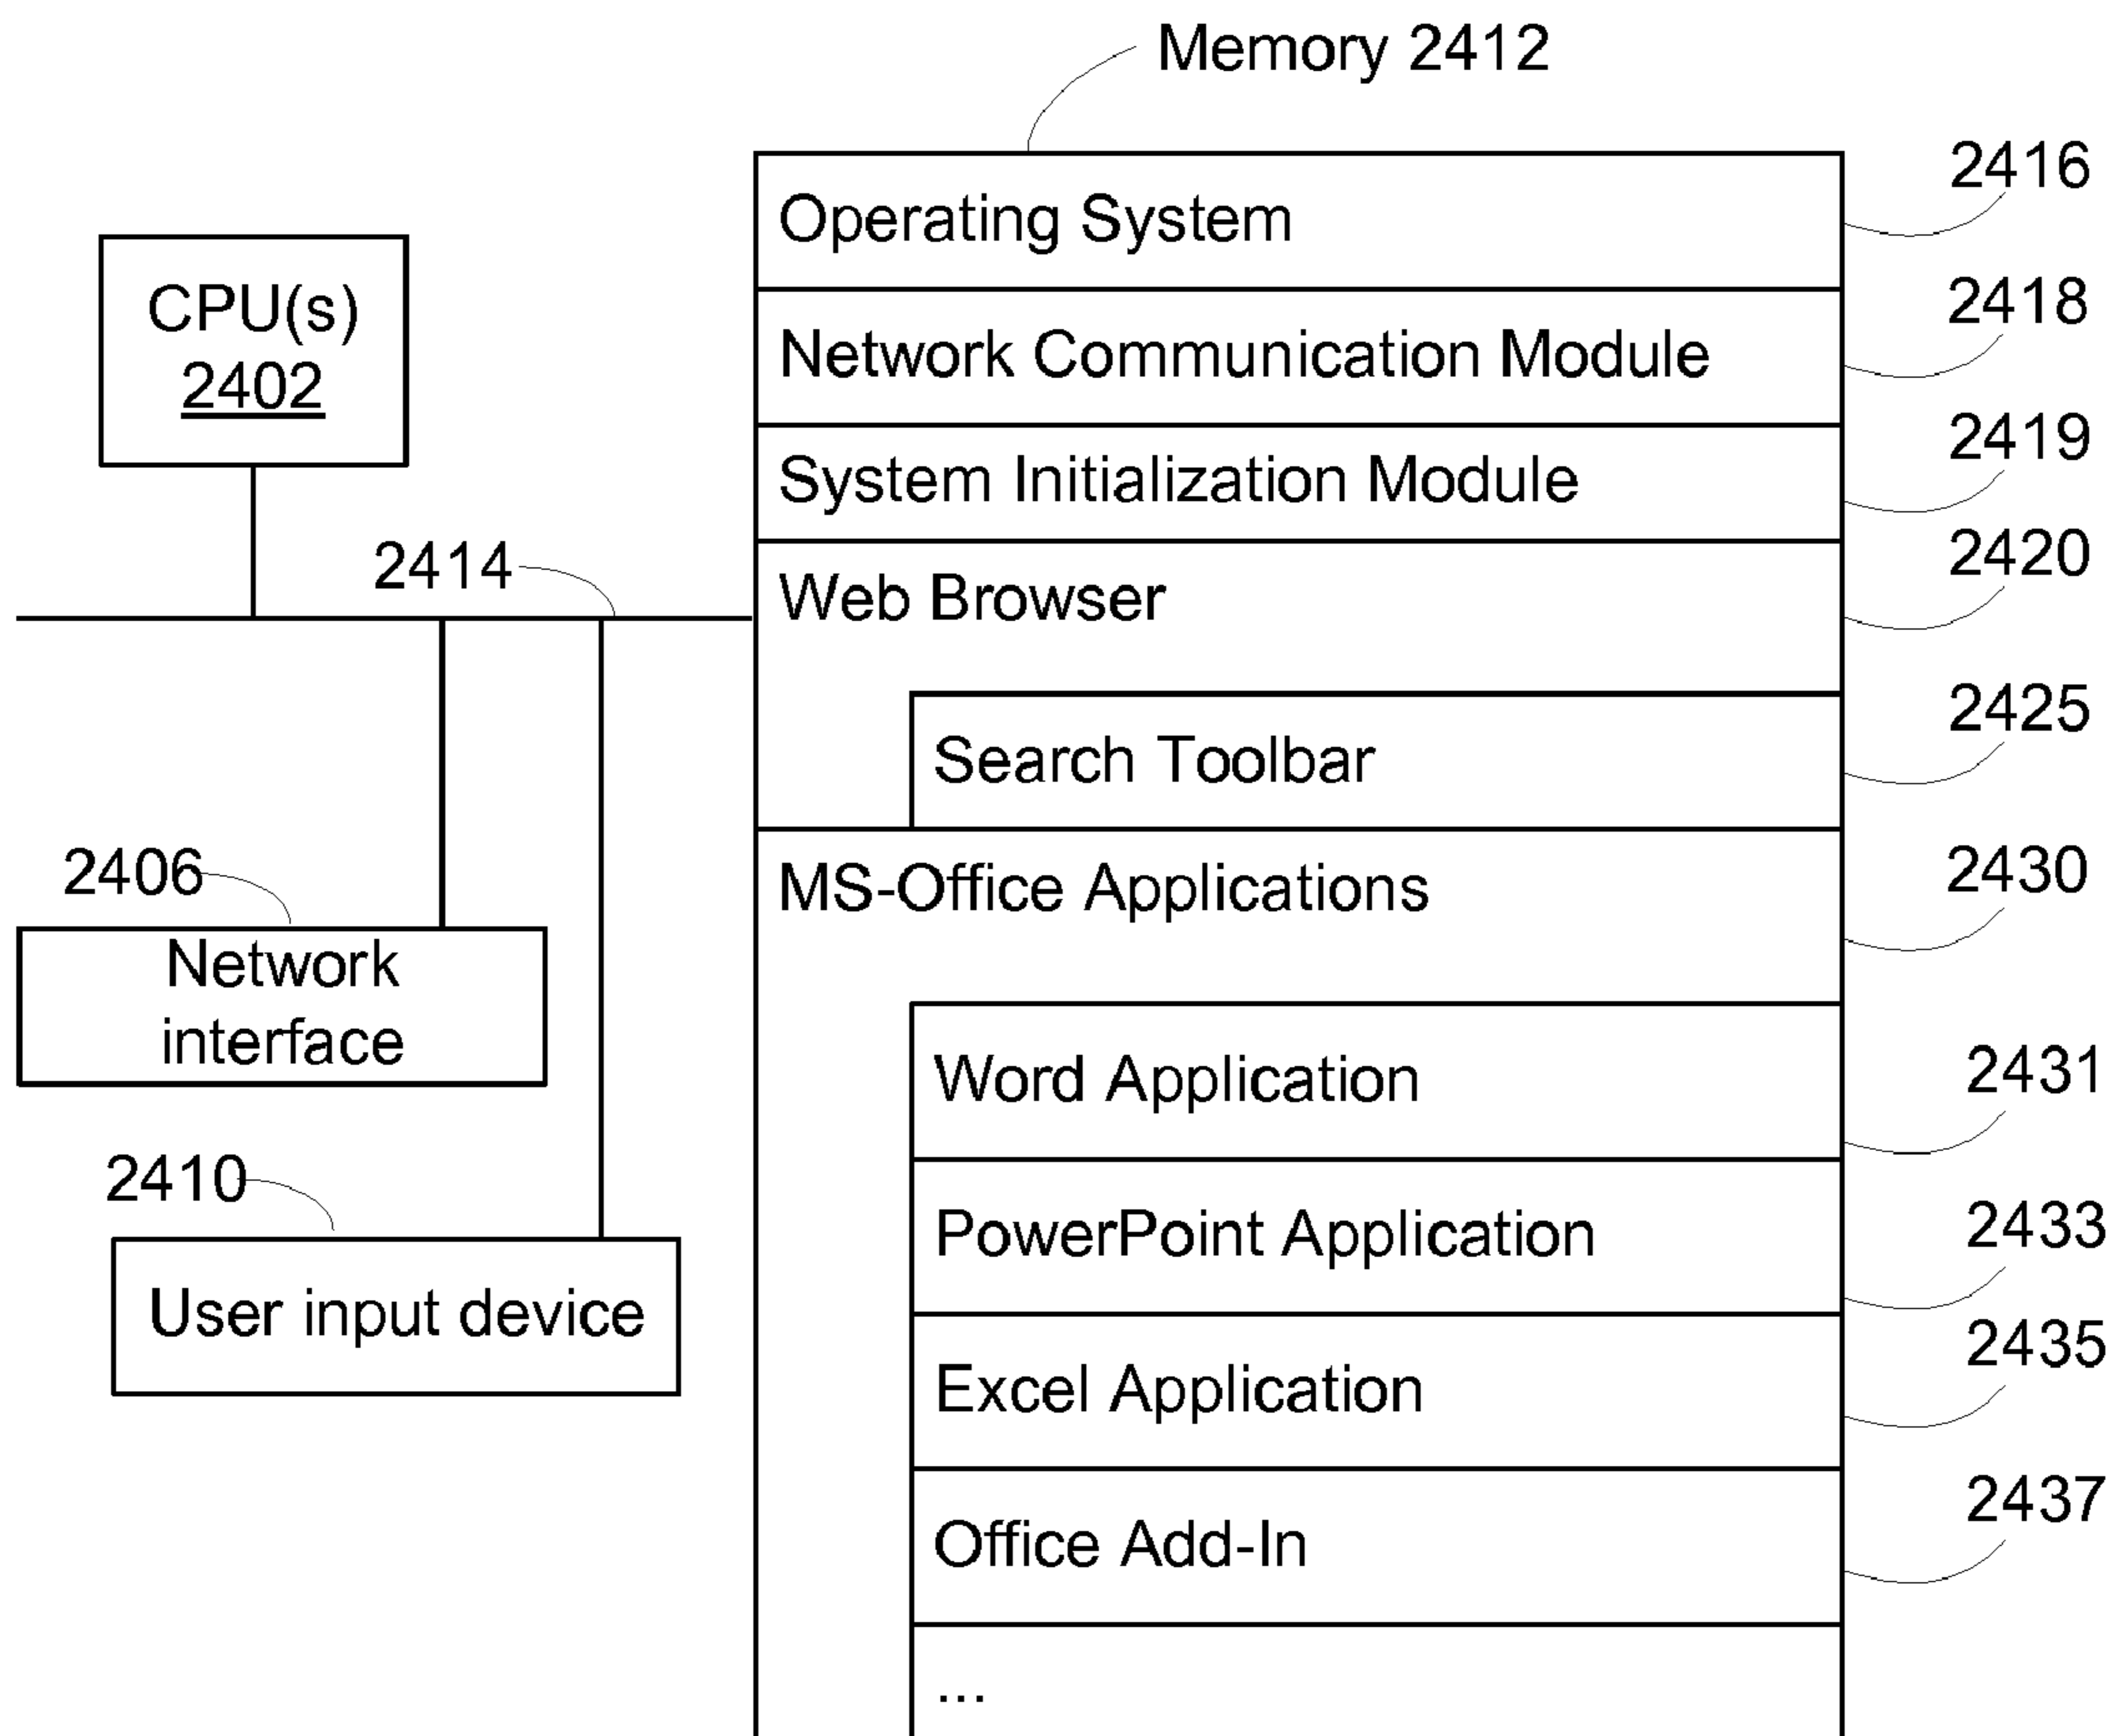 Memory 2412
2416
Operating System
CPU(s)
2402
2418
Network Communication Module
2419
System Initialization Module
2414
2420
Web Browser
2425
Search Toolbar
2406
2430
MS-Office Applications
Network
interface
2431
Word Application
2410
2433
PowerPoint Application
User input device
2435
Excel Application
2437
Office Add-In
...